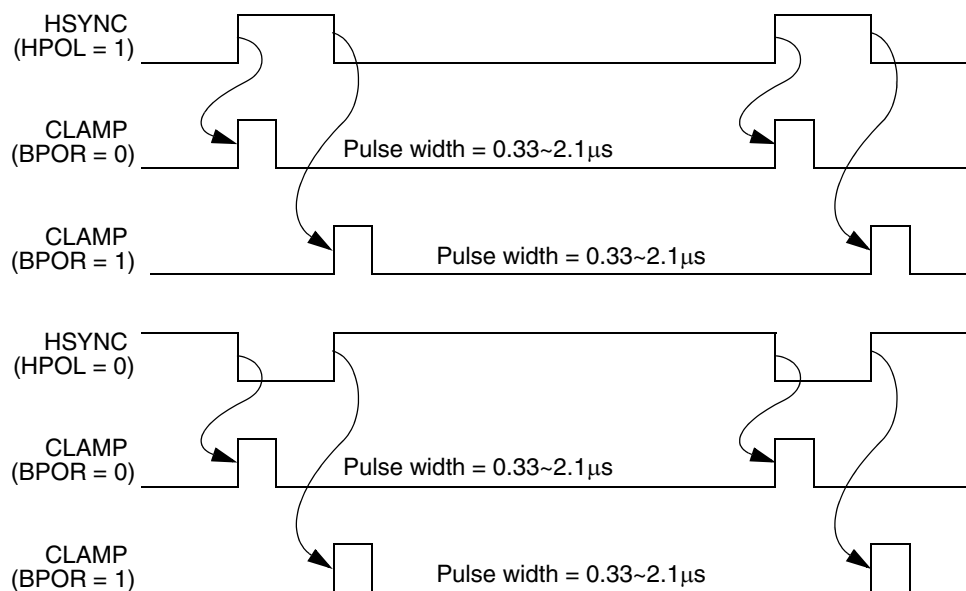 HSYNC
(HPOL = 1)
CLAMP
(BPOR = 0)
Pulse width = 0.33~2.1μs
CLAMP
(BPOR = 1)
Pulse width = 0.33~2.1μs
HSYNC
(HPOL = 0)
CLAMP
(BPOR = 0)
Pulse width = 0.33~2.1μs
CLAMP
(BPOR = 1)
Pulse width = 0.33~2.1μs